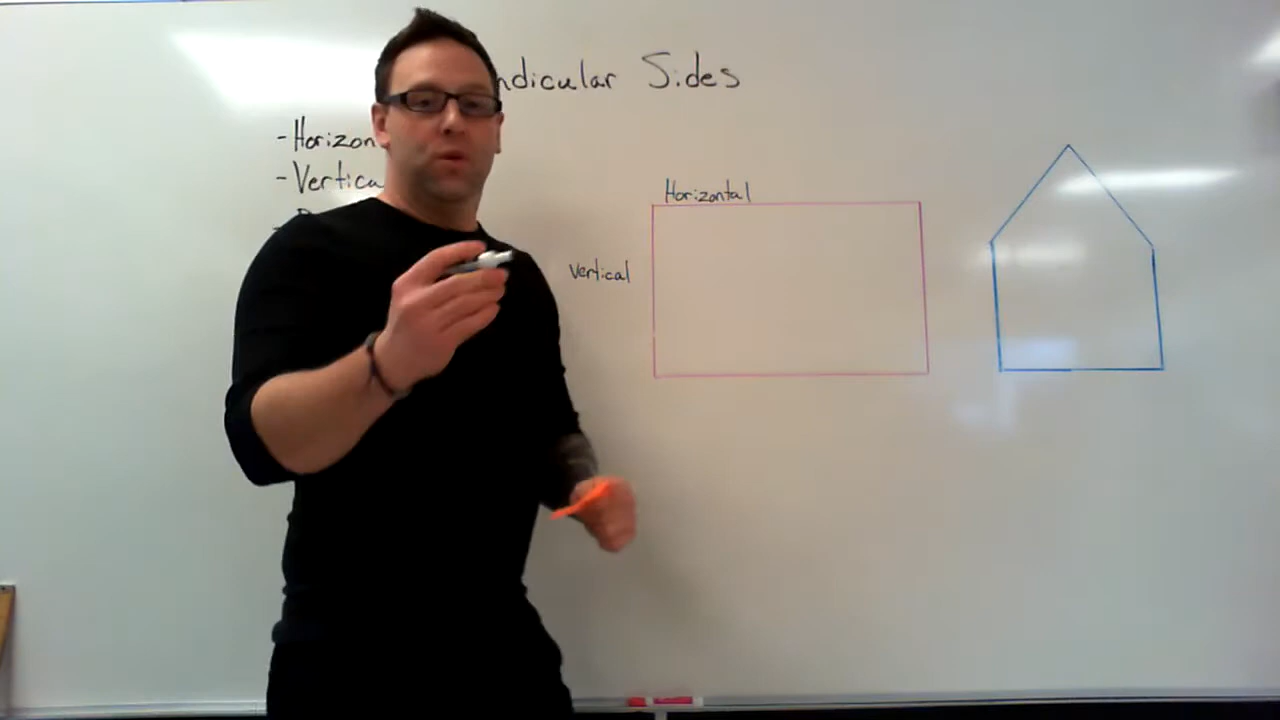 ndicular Sides
-Horizon
-Vertica
Horizontal
vertical